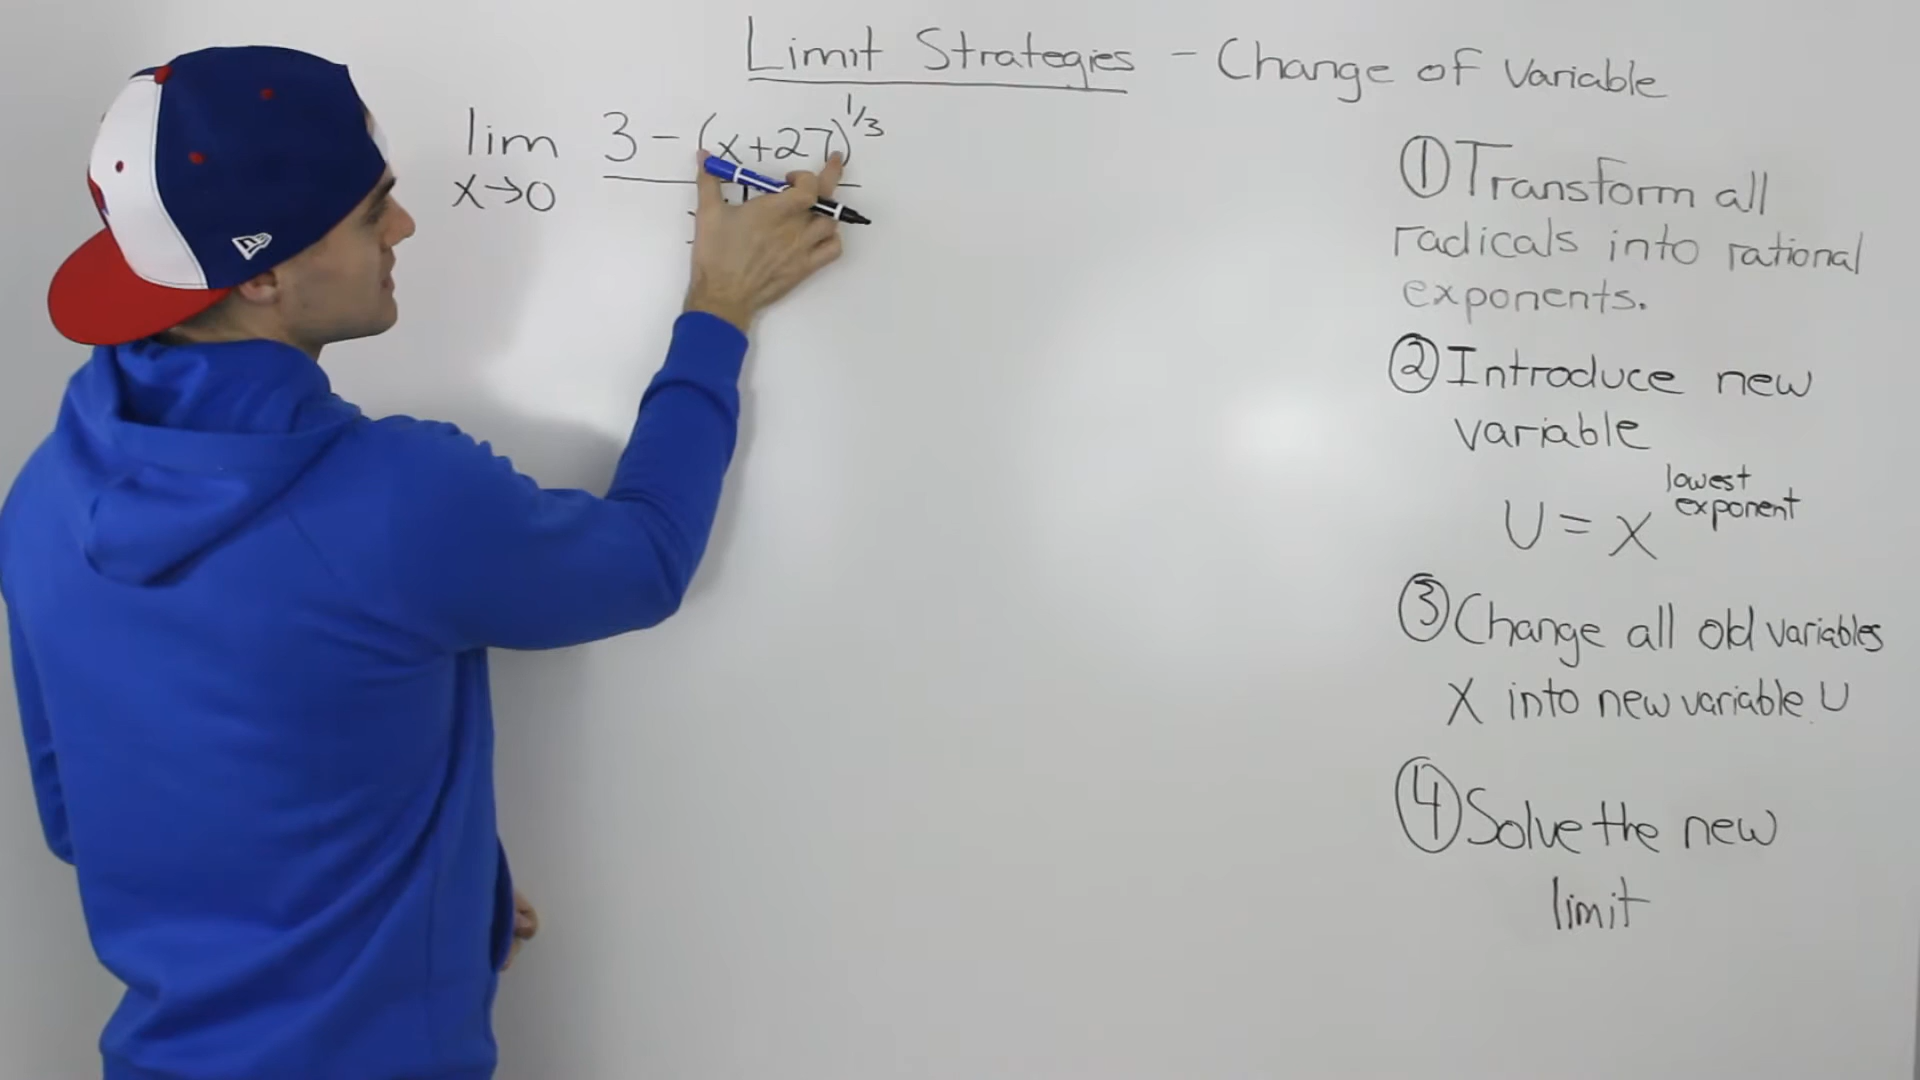 Limit Strategies - Change of Variable
lim 3 - (x+27)^1/3
x→0
① Transform all
radicals into rational
exponents.
② Introduce new
variable
lowest
exponent
U = x
③ Change all old variables
X into new variable U
④ Solve the new
limit